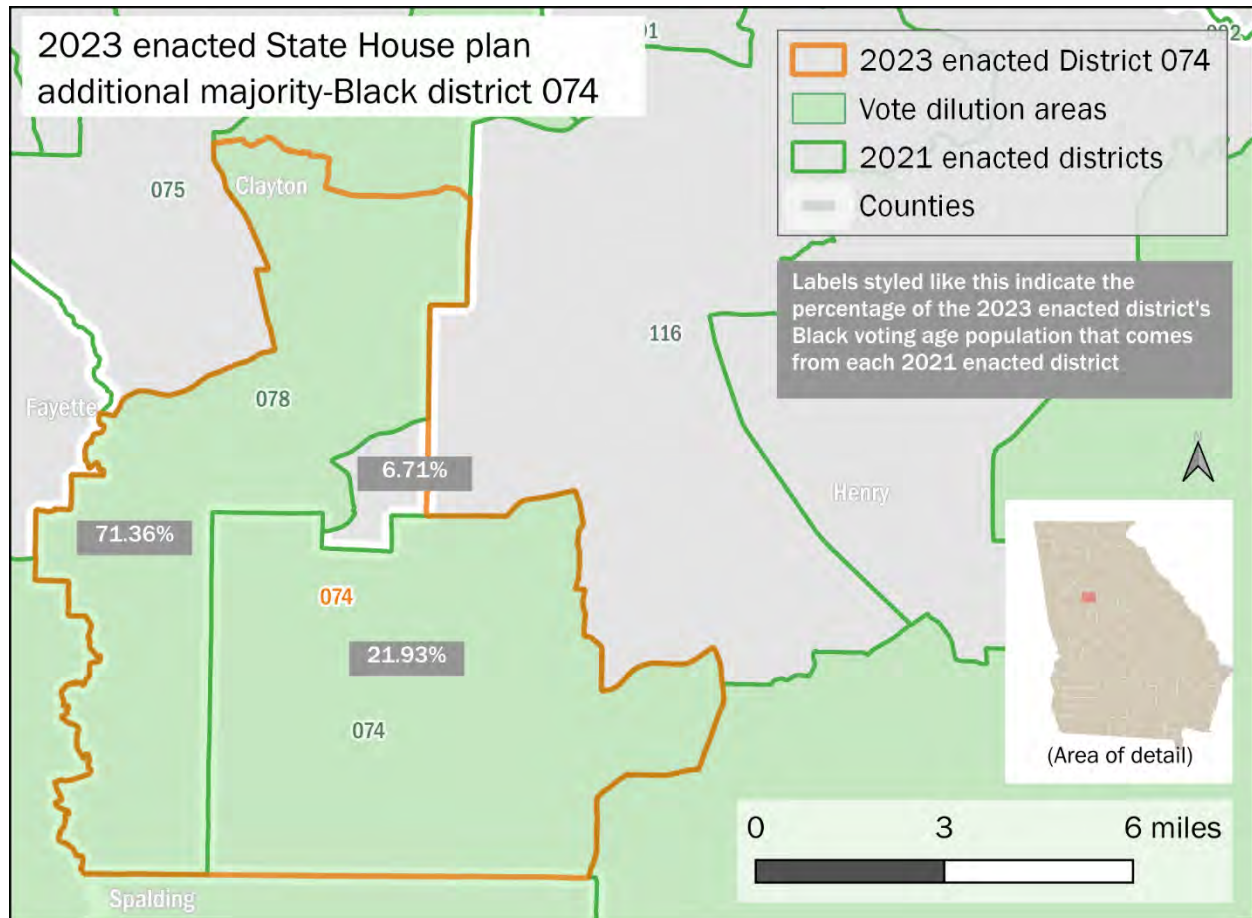 2023 enacted State House plan
additional majority-Black district 074
2023 enacted District 074
Vote dilution areas
2021 enacted districts
Counties
Labels styled like this indicate the
percentage of the 2023 enacted district's
Black voting age population that comes
from each 2021 enacted district
075
Clayton
116
078
Fayette
6.71%
Henry
N
71.36%
074
21.93%
074
(Area of detail)
0 3 6 miles
Spalding